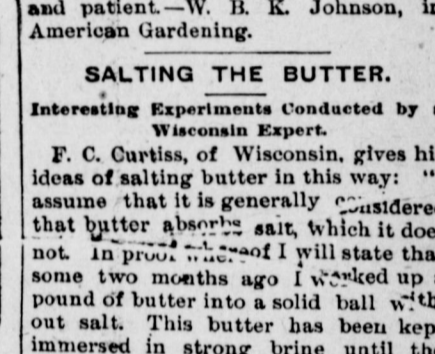 and patient.—W. B. K. Johnson, in
American Gardening.
SALTING THE BUTTER.
Interesting Experiments Conducted by
Wisconsin Expert.
F. C. Curtiss, of Wisconsin, gives hi
ideas of salting butter in this way: "
assume that it is generally considere
that butter absorbs salt, which it doe
not. In proof whereof I will state tha
some two months ago I worked up
pound of butter into a solid ball with
out salt. This butter has been kep
immersed in strong brine until th